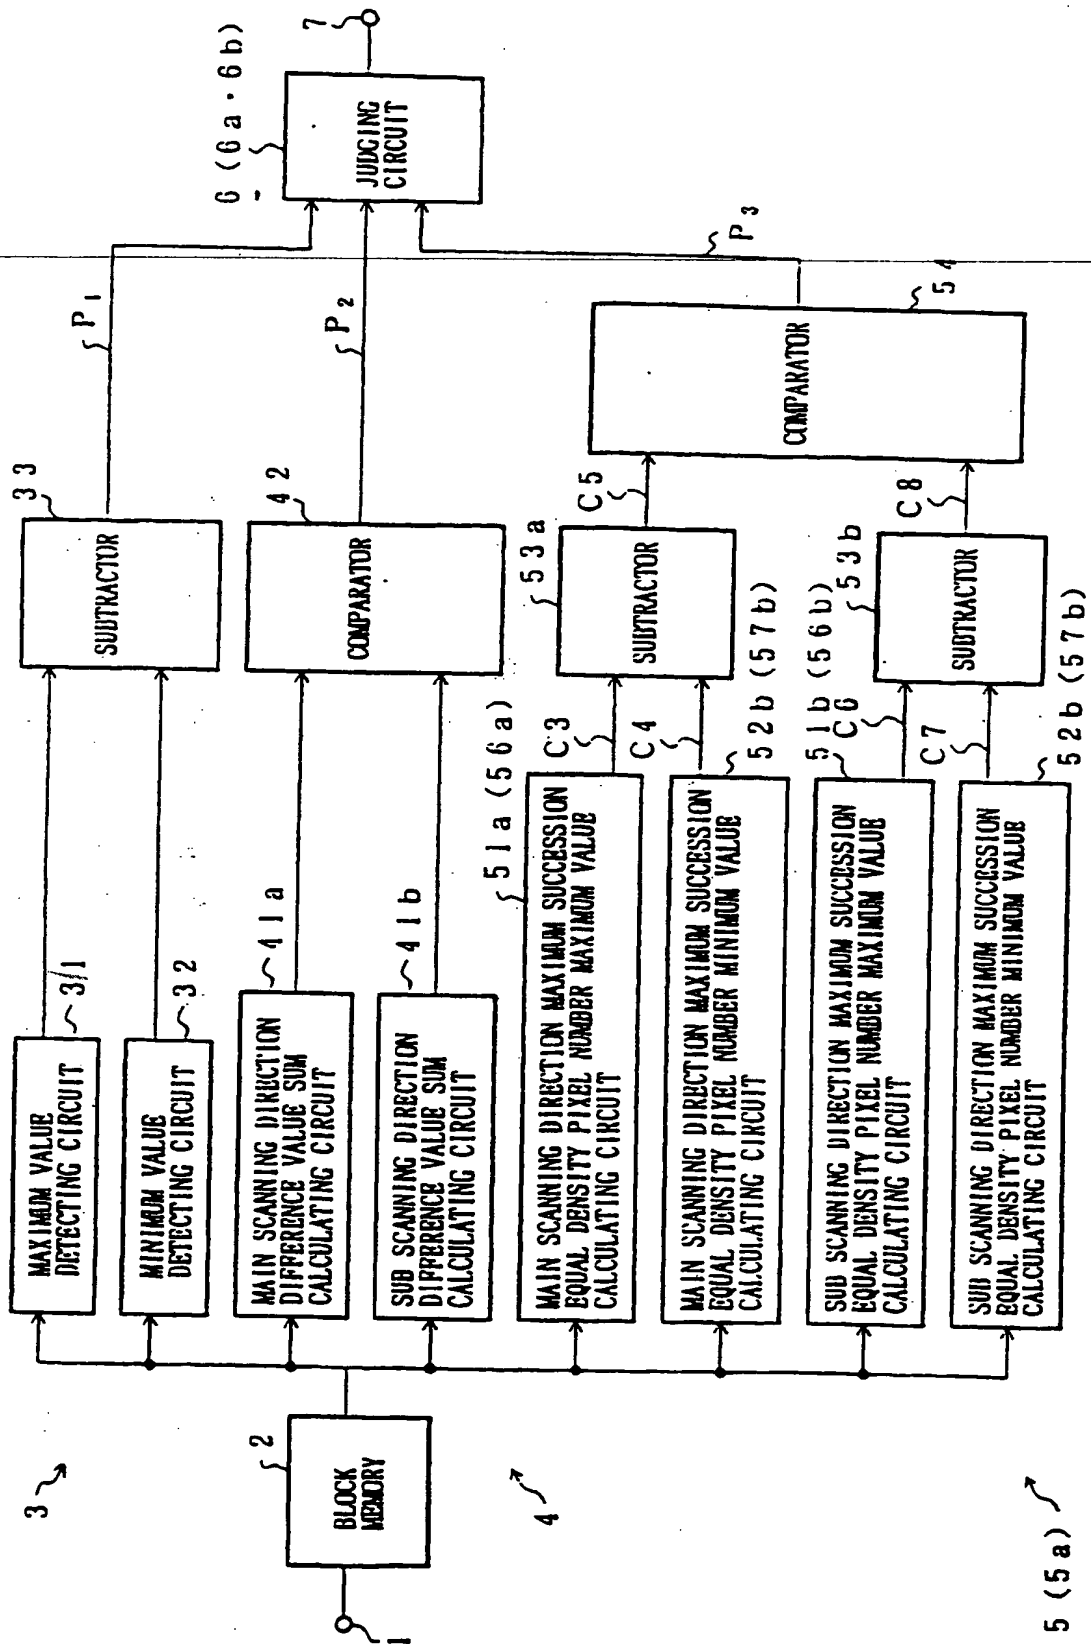 3
4
5 (5a)
1
BLOCK
MEMORY
2
MAXIMUM VALUE
DETECTING CIRCUIT
3/1
MINIMUM VALUE
DETECTING CIRCUIT
32
MAIN SCANNING DIRECTION
DIFFERENCE VALUE SUM
CALCULATING CIRCUIT
41a
SUB SCANNING DIRECTION
DIFFERENCE VALUE SUM
CALCULATING CIRCUIT
41b
MAIN SCANNING DIRECTION MAXIMUM SUCCESSION
EQUAL DENSITY PIXEL NUMBER MAXIMUM VALUE
CALCULATING CIRCUIT
51a (56a)
MAIN SCANNING DIRECTION MAXIMUM SUCCESSION
EQUAL DENSITY PIXEL NUMBER MINIMUM VALUE
CALCULATING CIRCUIT
52b (57b)
SUB SCANNING DIRECTION MAXIMUM SUCCESSION
EQUAL DENSITY PIXEL NUMBER MAXIMUM VALUE
CALCULATING CIRCUIT
51b (56b)
SUB SCANNING DIRECTION MAXIMUM SUCCESSION
EQUAL DENSITY PIXEL NUMBER MINIMUM VALUE
CALCULATING CIRCUIT
52b (57b)
C3
C4
C6
C7
SUBTRACTOR
33
COMPARATOR
42
SUBTRACTOR
53a
SUBTRACTOR
53b
C5
C8
COMPARATOR
54
P1
P2
P3
JUDGING
CIRCUIT
6 (6a·6b)
7